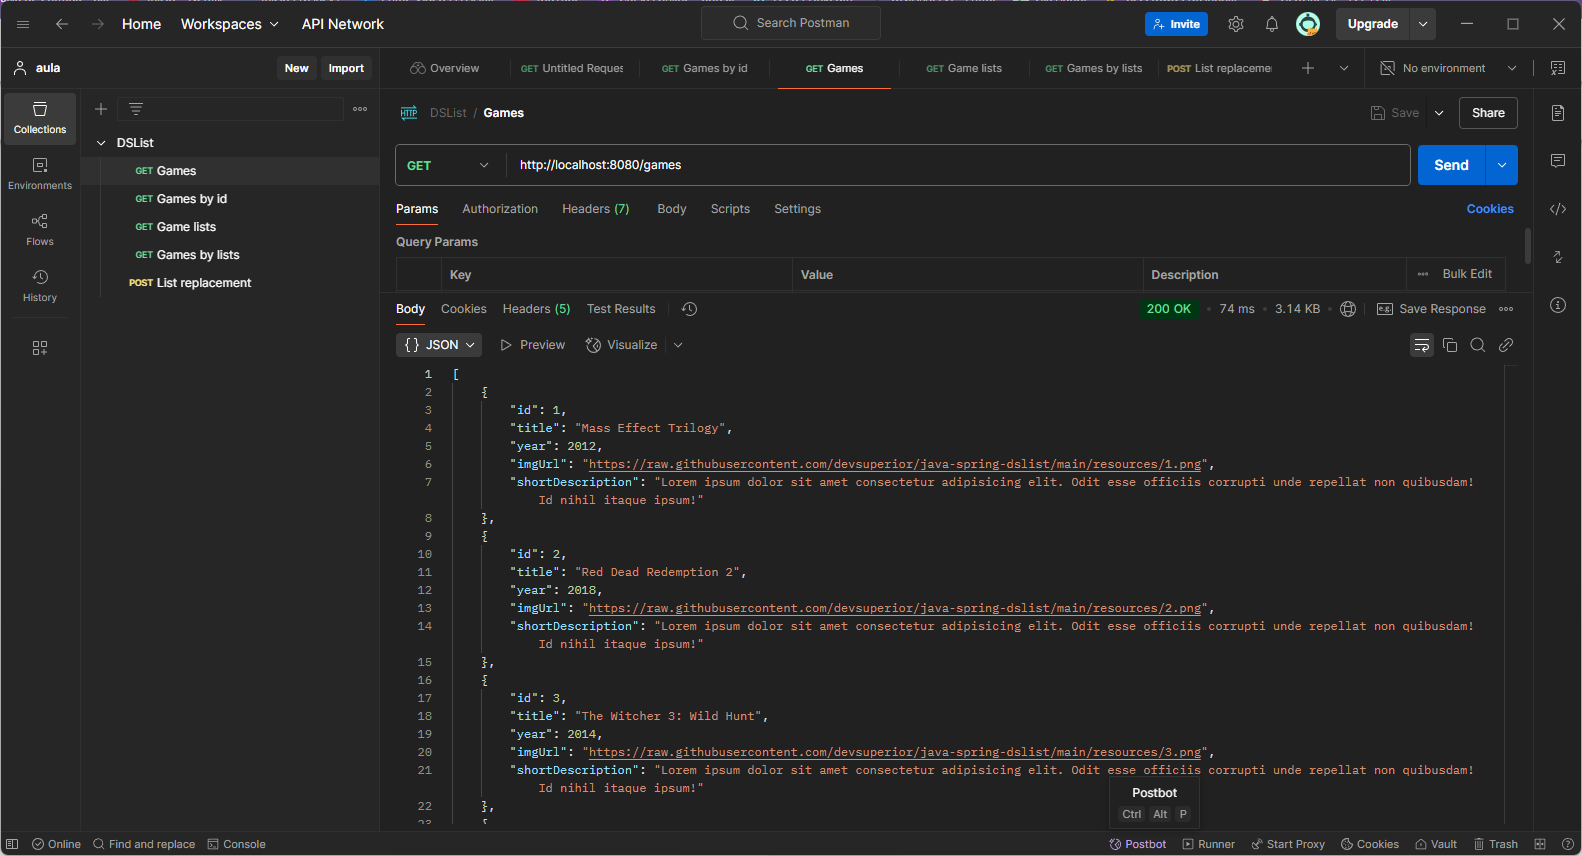 Home Workspaces API Network Search Postman Invite Upgrade
aula New Import Overview GET Untitled Reques GET Games by id GET Games GET Game lists GET Games by lists POST List replaceme No environment
Collections
Environments
Flows
History
DSList
GET Games
GET Games by id
GET Game lists
GET Games by lists
POST List replacement
HTTP DSList / Games Save Share
GET http://localhost:8080/games Send
Params Authorization Headers (7) Body Scripts Settings Cookies
Query Params
Key Value Description Bulk Edit
Body Cookies Headers (5) Test Results 200 OK • 74 ms • 3.14 KB • e.g. Save Response
{} JSON Preview Visualize
1 [
2 {
3 "id": 1,
4 "title": "Mass Effect Trilogy",
5 "year": 2012,
6 "imgUrl": "https://raw.githubusercontent.com/devsuperior/java-spring-dslist/main/resources/1.png",
7 "shortDescription": "Lorem ipsum dolor sit amet consectetur adipisicing elit. Odit esse officiis corrupti unde repellat non quibusdam!
Id nihil itaque ipsum!"
8 },
9 {
10 "id": 2,
11 "title": "Red Dead Redemption 2",
12 "year": 2018,
13 "imgUrl": "https://raw.githubusercontent.com/devsuperior/java-spring-dslist/main/resources/2.png",
14 "shortDescription": "Lorem ipsum dolor sit amet consectetur adipisicing elit. Odit esse officiis corrupti unde repellat non quibusdam!
Id nihil itaque ipsum!"
15 },
16 {
17 "id": 3,
18 "title": "The Witcher 3: Wild Hunt",
19 "year": 2014,
20 "imgUrl": "https://raw.githubusercontent.com/devsuperior/java-spring-dslist/main/resources/3.png",
21 "shortDescription": "Lorem ipsum dolor sit amet consectetur adipisicing elit. Odit esse officiis corrupti unde repellat non quibusdam!
Id nihil itaque ipsum!"
22 },
23 {
Postbot
Ctrl Alt P
Online Find and replace Console Postbot Runner Start Proxy Cookies Vault Trash